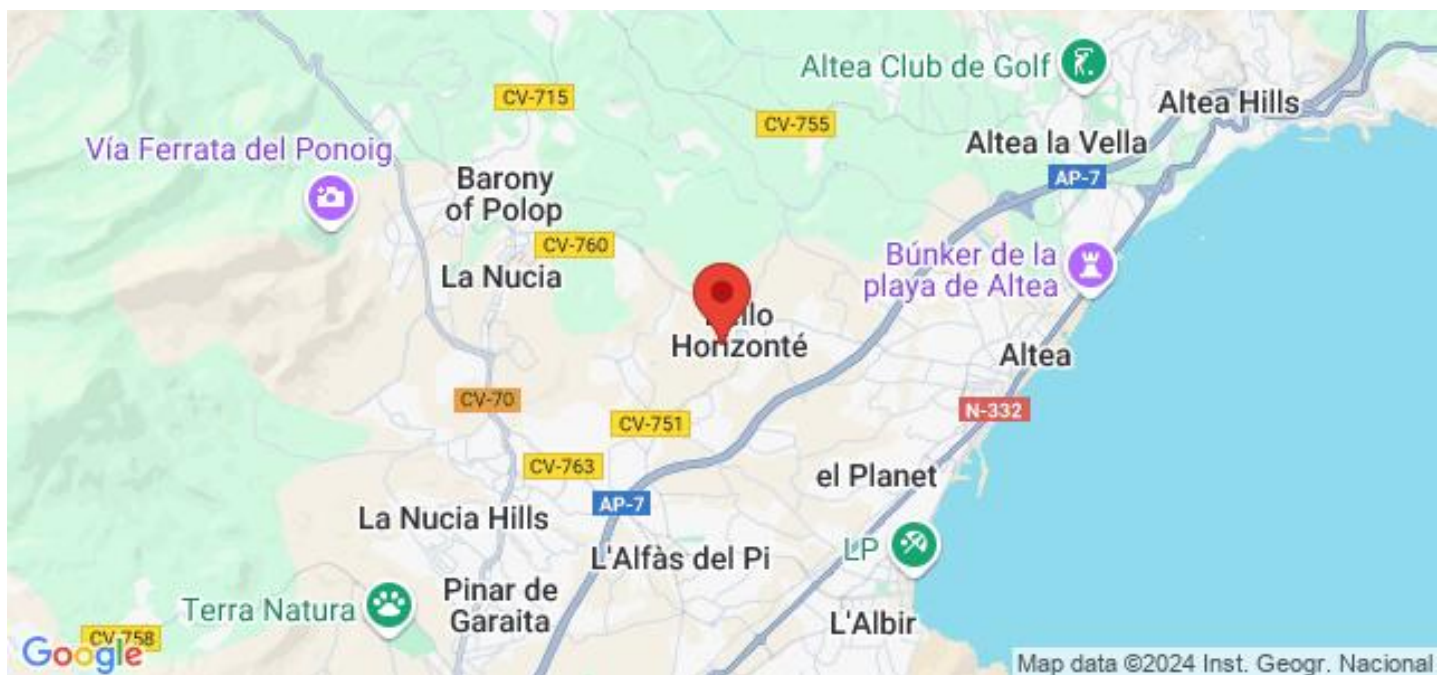 Altea Club de Golf
CV-715
Altea Hills
CV-755
Altea la Vella
Vía Ferrata del Ponoig
AP-7
Barony
of Polop
CV-760
Búnker de la
playa de Altea
La Nucia
Horizonté
Altea
CV-70
N-332
CV-751
CV-763
el Planet
AP-7
La Nucia Hills
LP
L'Alfàs del Pi
Pinar de
Garaita
Terra Natura
L'Albir
CV-758
Google
Map data ©2024 Inst. Geogr. Nacional